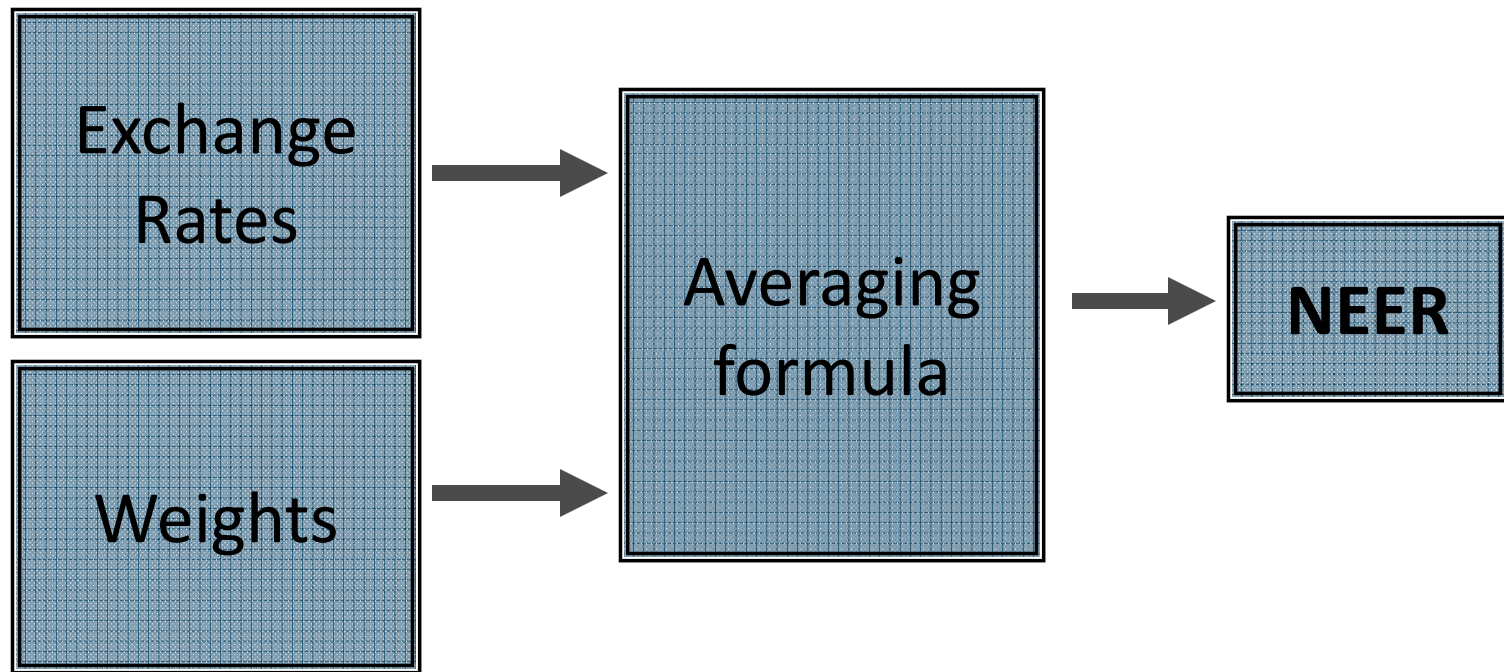 Exchange
Rates
Weights
Averaging
formula
NEER